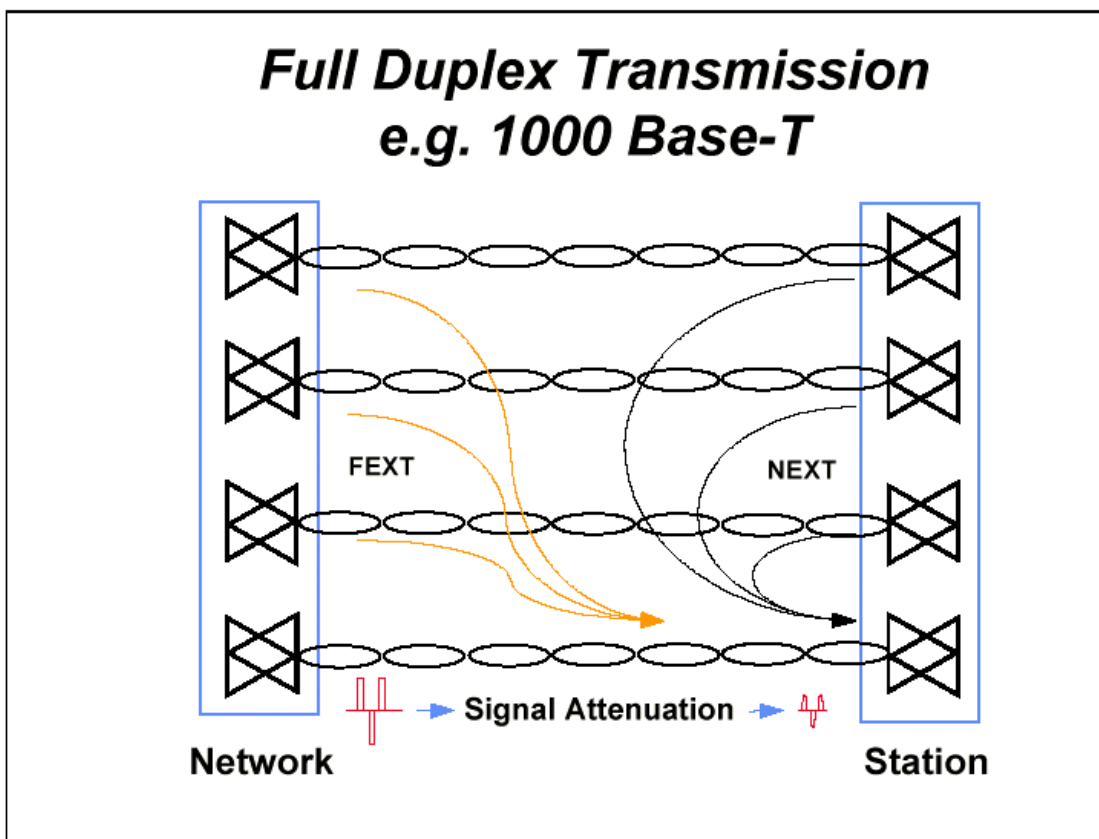 Full Duplex Transmission
e.g. 1000 Base-T
FEXT
NEXT
Signal Attenuation
Network
Station